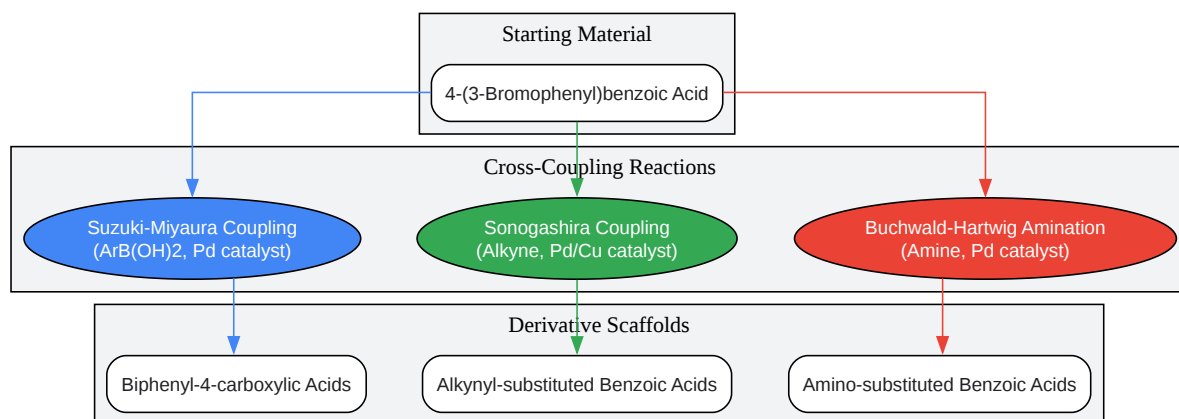 Starting Material
4-(3-Bromophenyl)benzoic Acid
Cross-Coupling Reactions
Suzuki-Miyaura Coupling
(ArB(OH)2, Pd catalyst)
Sonogashira Coupling
(Alkyne, Pd/Cu catalyst)
Buchwald-Hartwig Amination
(Amine, Pd catalyst)
Derivative Scaffolds
Biphenyl-4-carboxylic Acids
Alkynyl-substituted Benzoic Acids
Amino-substituted Benzoic Acids